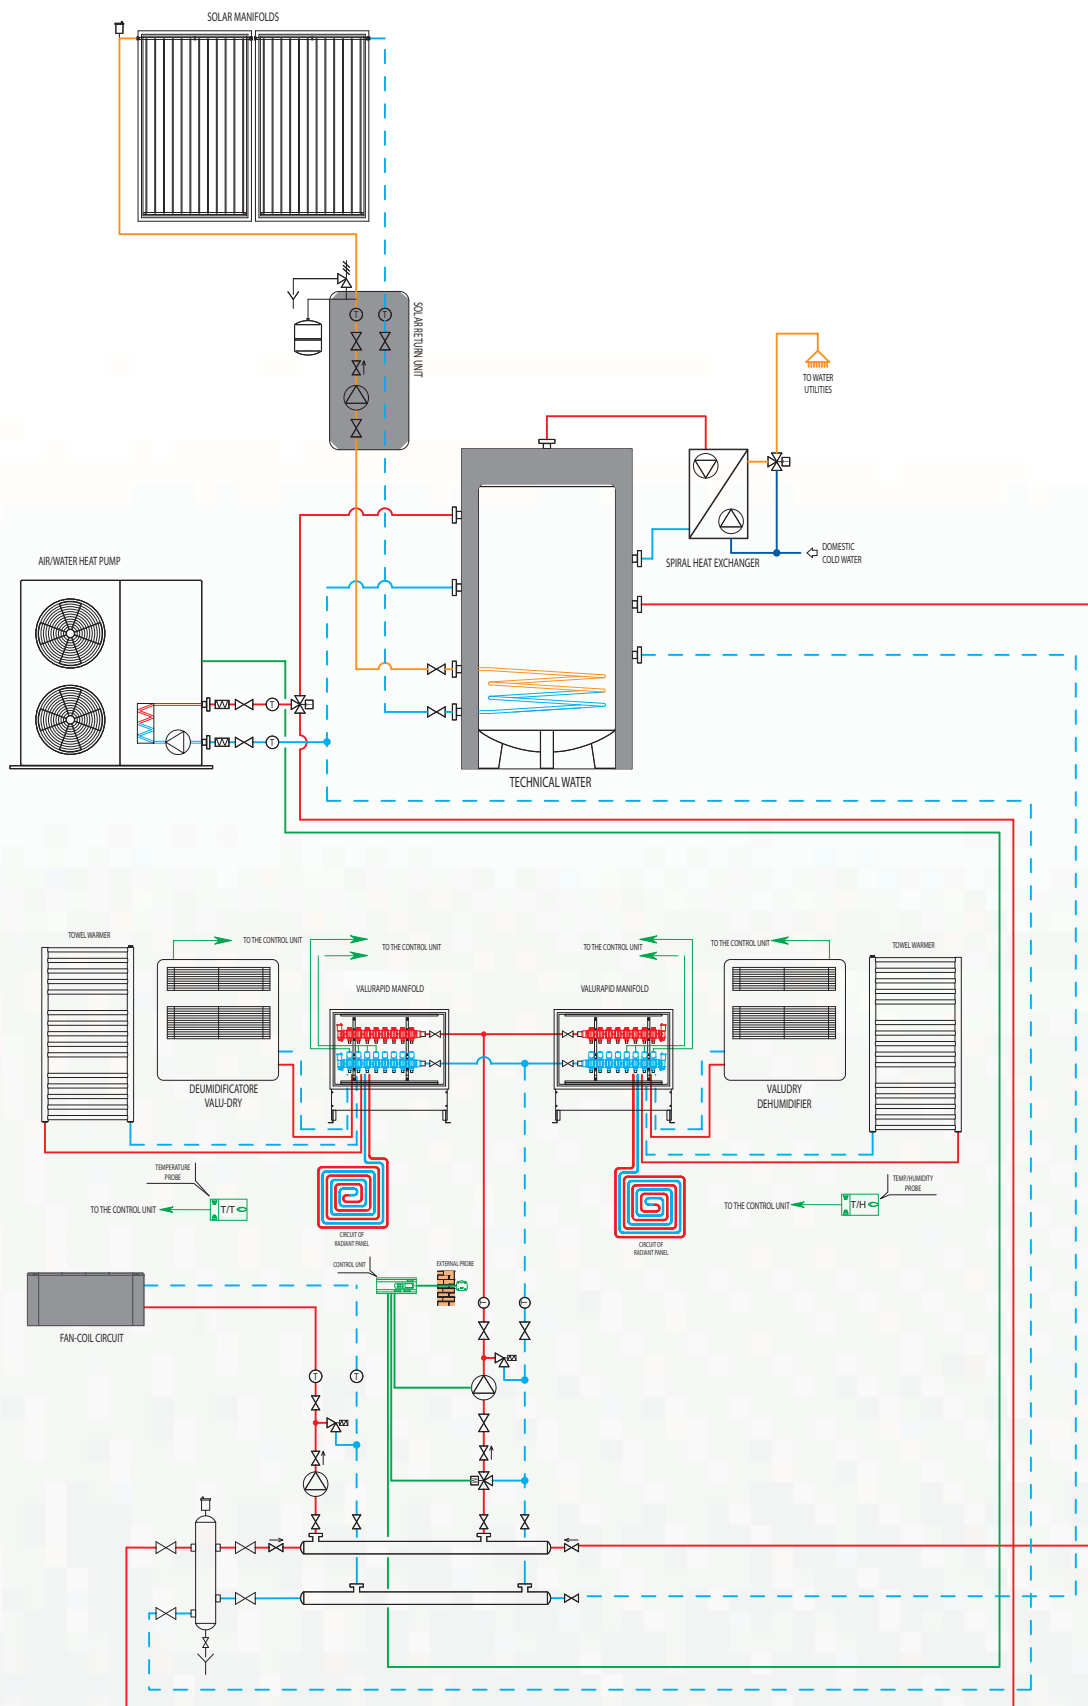 SOLAR MANIFOLDS
T
T
SOLAR RETURN UNIT
TO WATER
UTILITIES
AIR/WATER HEAT PUMP
SPIRAL HEAT EXCHANGER
DOMESTIC
COLD WATER
T
T
TECHNICAL WATER
TOWEL WARMER
TO THE CONTROL UNIT
TO THE CONTROL UNIT
TO THE CONTROL UNIT
TO THE CONTROL UNIT
TOWEL WARMER
VALURAPID MANIFOLD
VALURAPID MANIFOLD
DEUMIDIFICATORE
VALU-DRY
VALUDRY
DEHUMIDIFIER
TEMPERATURE
PROBE
TO THE CONTROL UNIT
T/T
TEMP./HUMIDITY
PROBE
TO THE CONTROL UNIT
T/H
CIRCUIT OF
RADIANT PANEL
CIRCUIT OF
RADIANT PANEL
CONTROL UNIT
EXTERNAL PROBE
T
T
FAN-COIL CIRCUIT
T
T